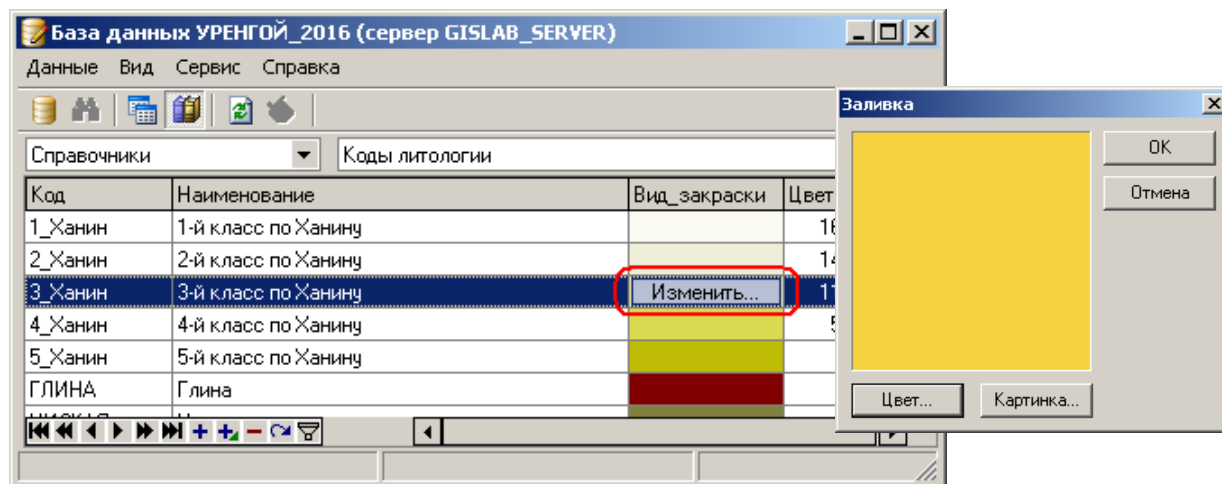 База данных УРЕНГОЙ_2016 (сервер GISLAB_SERVER)
Данные Вид Сервис Справка
Справочники Коды литологии
Код Наименование Вид_закраски Цвет
1_Ханин 1-й класс по Ханину
2_Ханин 2-й класс по Ханину
3_Ханин 3-й класс по Ханину Изменить...
4_Ханин 4-й класс по Ханину
5_Ханин 5-й класс по Ханину
ГЛИНА Глина
Заливка
OK
Отмена
Цвет... Картинка...